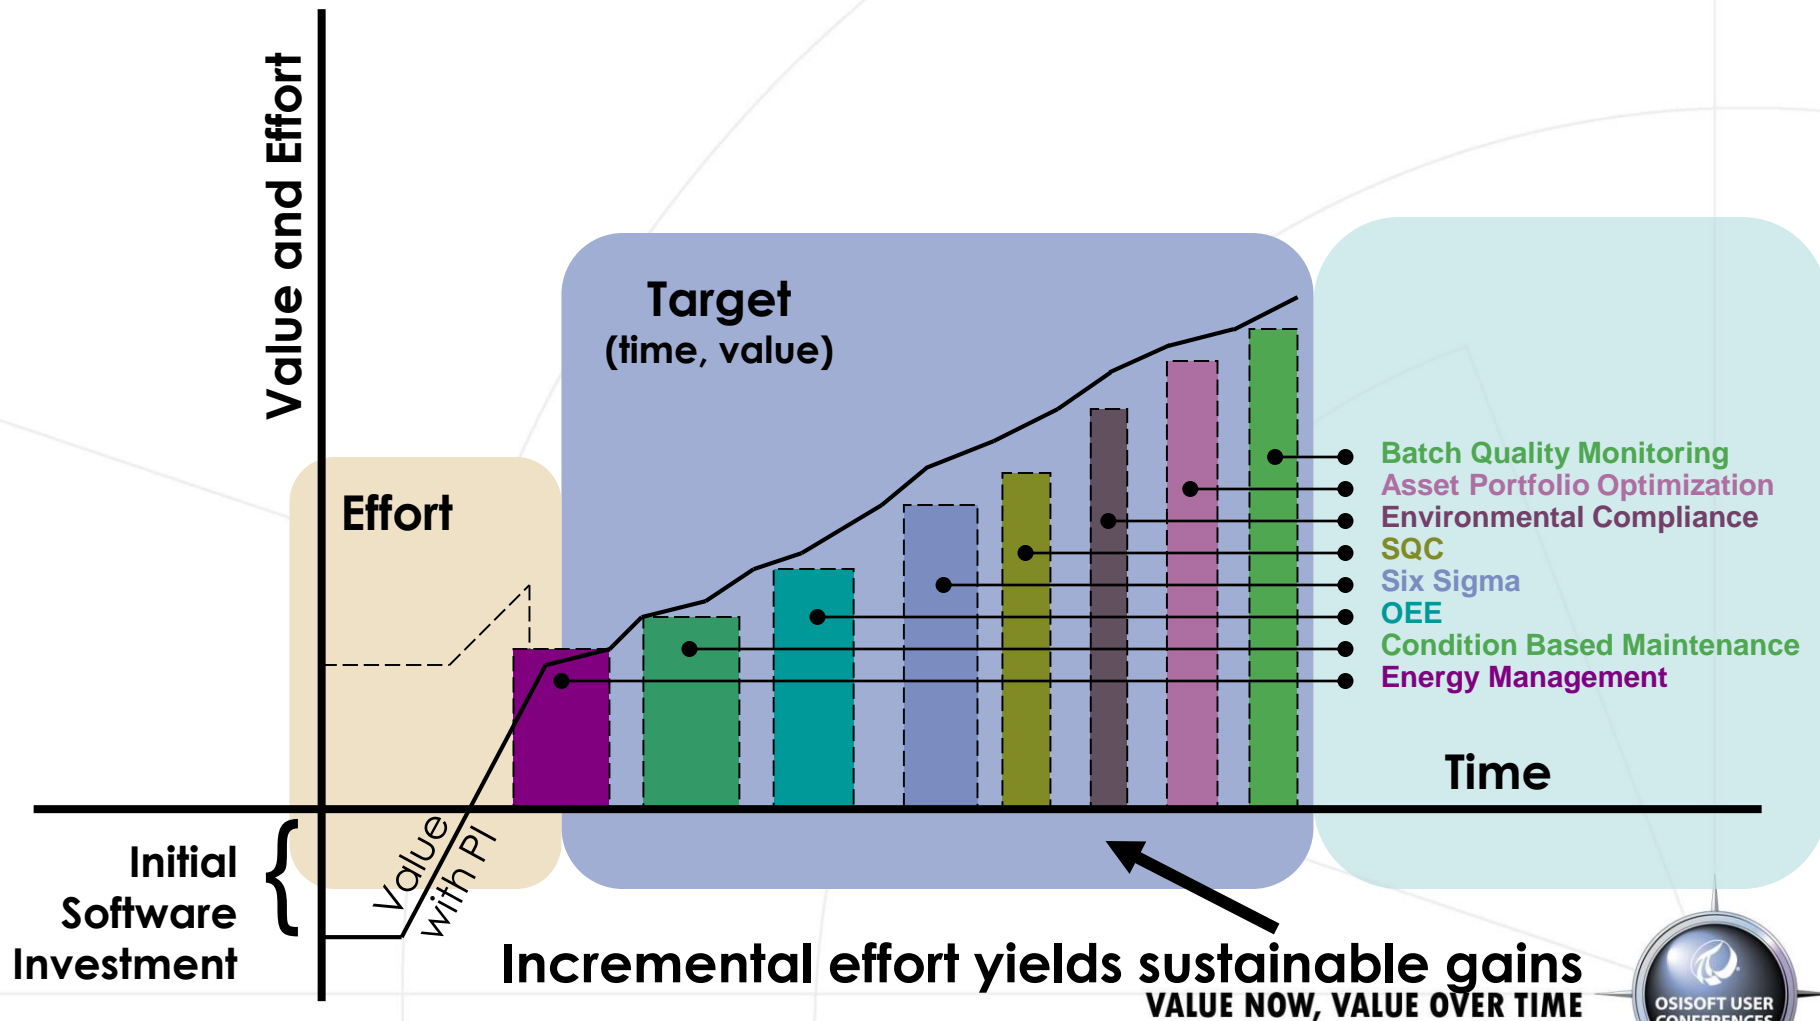 Value and Effort
Target
(time, value)
Effort
Batch Quality Monitoring
Asset Portfolio Optimization
Environmental Compliance
SQC
Six Sigma
OEE
Condition Based Maintenance
Energy Management
Time
Initial
Software
Investment
{
Value
with PI
Incremental effort yields sustainable gains
VALUE NOW, VALUE OVER TIME
OSISOFT USER
CONFERENCES